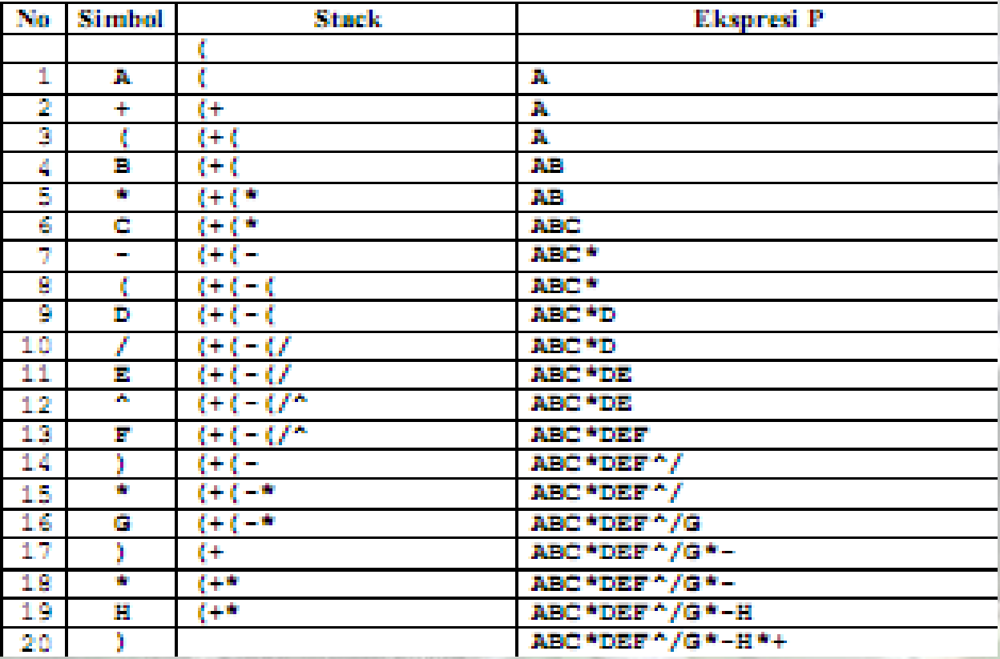 No Simbol Stack Ekspresi P
(
1 A ( A
2 + (+ A
3 ( (+( A
4 B (+( AB
5 * (+(* AB
6 C (+(* ABC
7 - (+(- ABC*
8 ( (+(-( ABC*
9 D (+(-( ABC*D
10 / (+(-(/ ABC*D
11 E (+(-(/ ABC*DE
12 ^ (+(-(/^ ABC*DE
13 F (+(-(/^ ABC*DEF
14 ) (+(- ABC*DEF^/
15 * (+(-* ABC*DEF^/
16 G (+(-* ABC*DEF^/G
17 ) (+ ABC*DEF^/G*-
18 * (+* ABC*DEF^/G*-
19 H (+* ABC*DEF^/G*-H
20 ) ABC*DEF^/G*-H*+